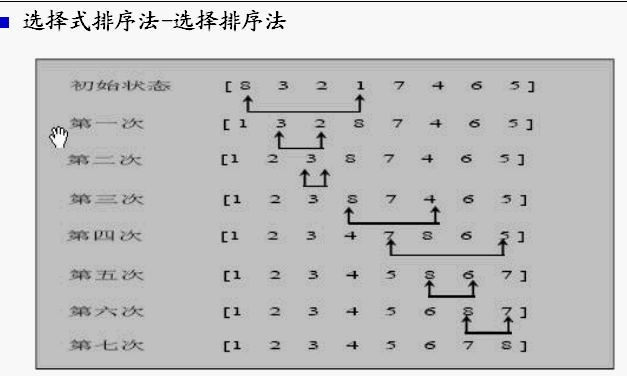 选择式排序法-选择排序法
初始状态 [ 8 3 2 1 7 4 6 5 ]
第一次 [ 1 3 2 8 7 4 6 5 ]
第二次 [1 2 3 8 7 4 6 5 ]
第三次 [1 2 3 8 7 4 6 5 ]
第四次 [1 2 3 4 7 8 6 5 ]
第五次 [1 2 3 4 5 8 6 7 ]
第六次 [1 2 3 4 5 6 8 7 ]
第七次 [1 2 3 4 5 6 7 8 ]